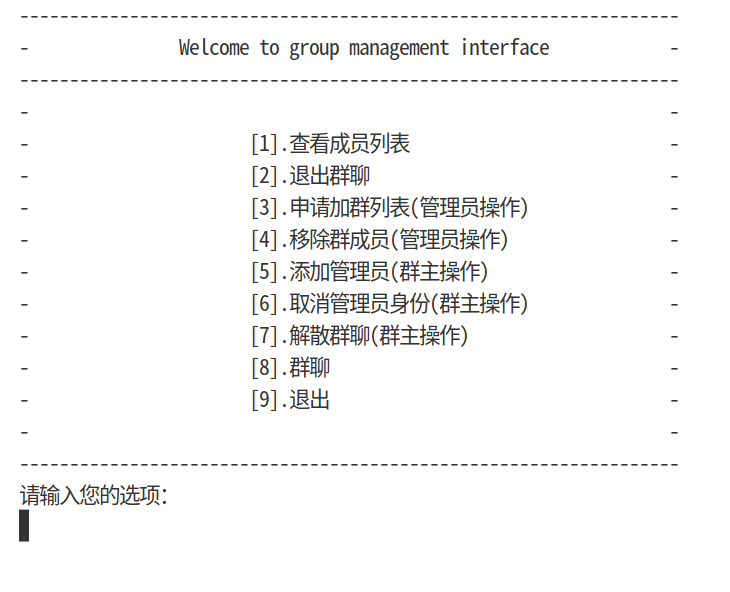 ------------------------------------------------------------------
-               Welcome to group management interface            -
------------------------------------------------------------------
-                                                                -
-                      [1].查看成员列表                          -
-                      [2].退出群聊                              -
-                      [3].申请加群列表(管理员操作)              -
-                      [4].移除群成员(管理员操作)                -
-                      [5].添加管理员(群主操作)                  -
-                      [6].取消管理员身份(群主操作)              -
-                      [7].解散群聊(群主操作)                    -
-                      [8].群聊                                  -
-                      [9].退出                                  -
-                                                                -
------------------------------------------------------------------
请输入您的选项: